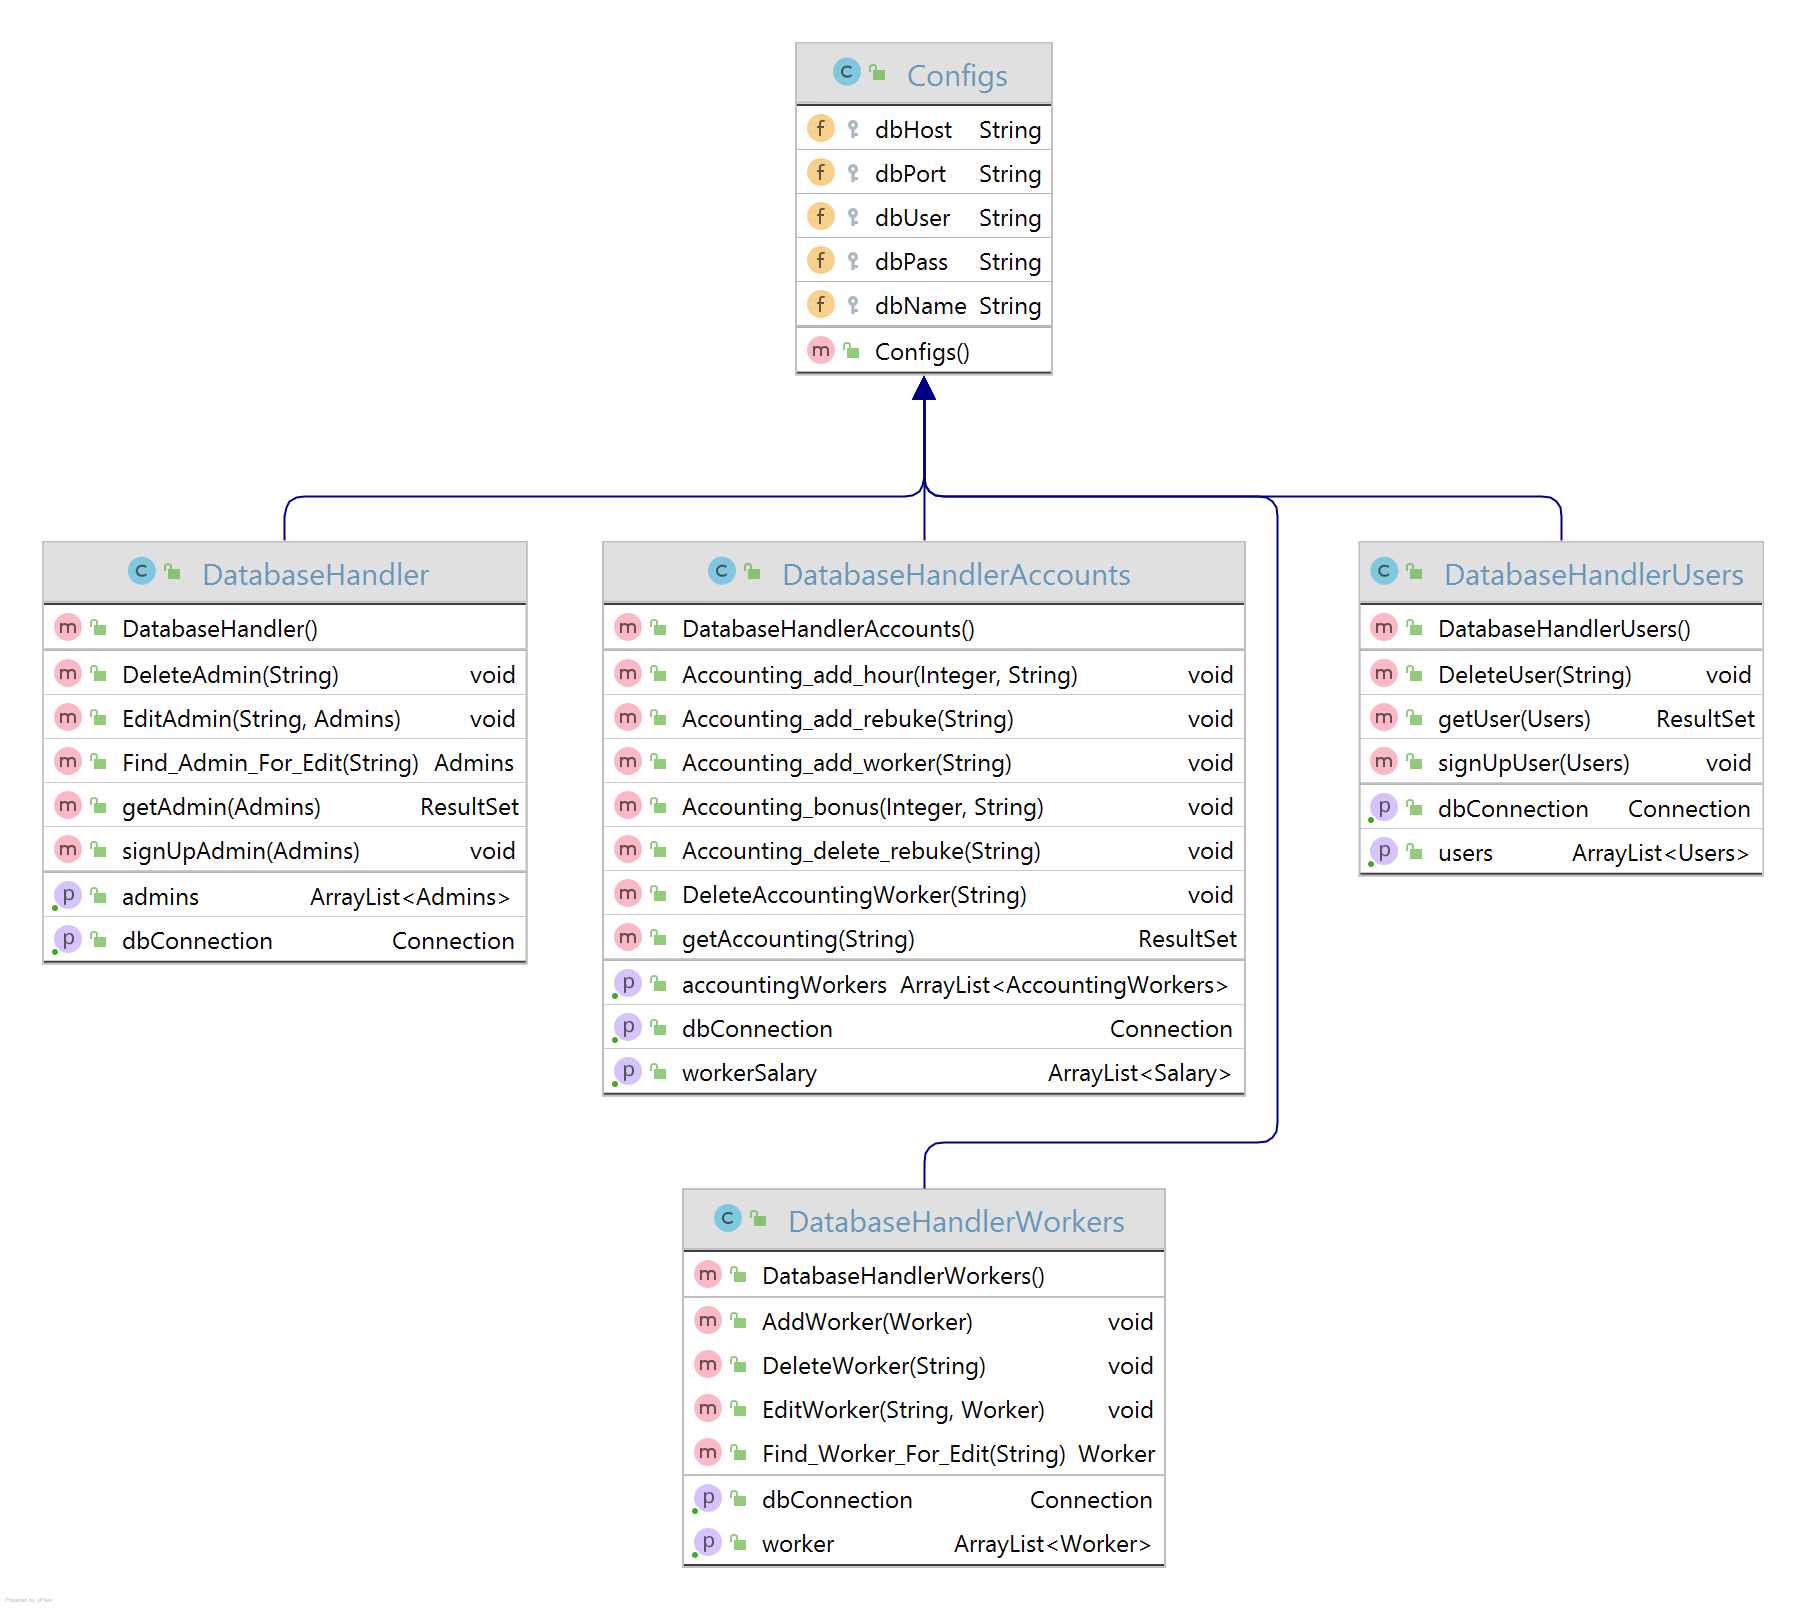 Configs
dbHost String
dbPort String
dbUser String
dbPass String
dbName String
Configs()
DatabaseHandler
DatabaseHandler()
DeleteAdmin(String) void
EditAdmin(String, Admins) void
Find_Admin_For_Edit(String) Admins
getAdmin(Admins) ResultSet
signUpAdmin(Admins) void
admins ArrayList<Admins>
dbConnection Connection
DatabaseHandlerAccounts
DatabaseHandlerAccounts()
Accounting_add_hour(Integer, String) void
Accounting_add_rebuke(String) void
Accounting_add_worker(String) void
Accounting_bonus(Integer, String) void
Accounting_delete_rebuke(String) void
DeleteAccountingWorker(String) void
getAccounting(String) ResultSet
accountingWorkers ArrayList<AccountingWorkers>
dbConnection Connection
workerSalary ArrayList<Salary>
DatabaseHandlerUsers
DatabaseHandlerUsers()
DeleteUser(String) void
getUser(Users) ResultSet
signUpUser(Users) void
dbConnection Connection
users ArrayList<Users>
DatabaseHandlerWorkers
DatabaseHandlerWorkers()
AddWorker(Worker) void
DeleteWorker(String) void
EditWorker(String, Worker) void
Find_Worker_For_Edit(String) Worker
dbConnection Connection
worker ArrayList<Worker>
Powered by yFiles